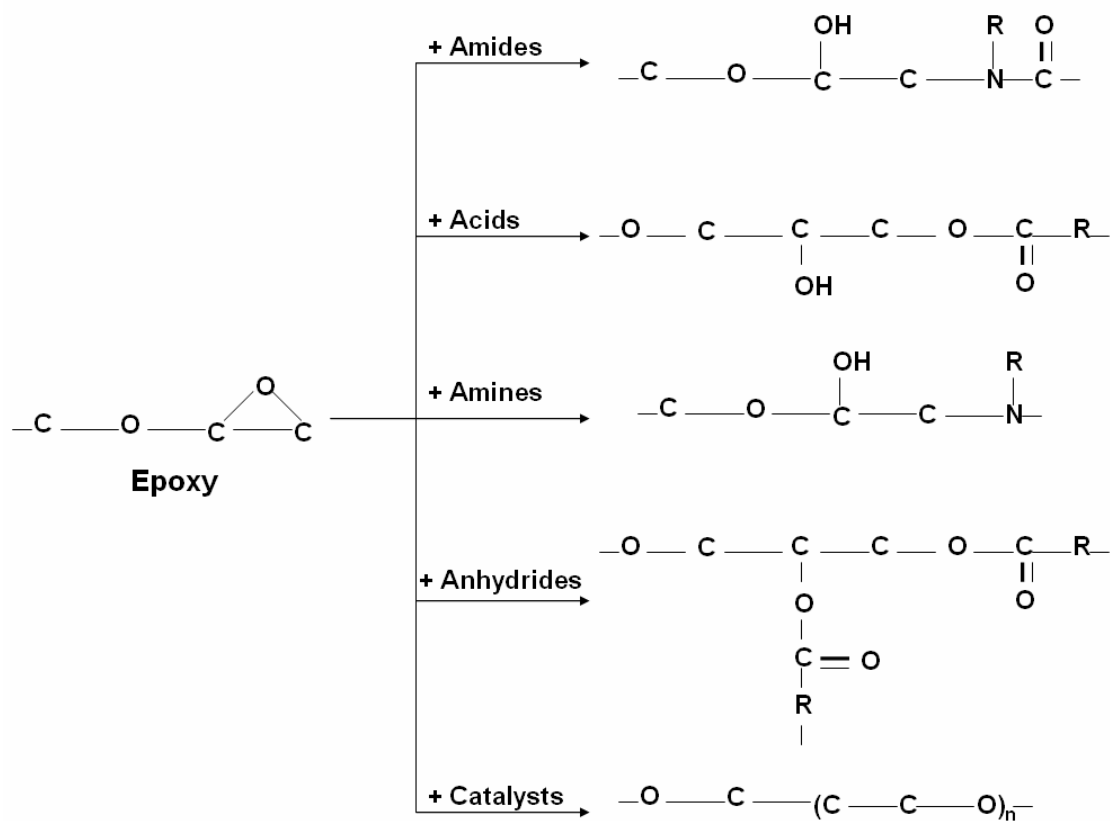 OH R O
+ Amides
C O C C N C
+ Acids
O C C C O C R
OH O
OH R
+ Amines
O
C O C C N
C O C C
Epoxy
O C C C O C R
+ Anhydrides
O O
C O
R
+ Catalysts
O C (C C O)n